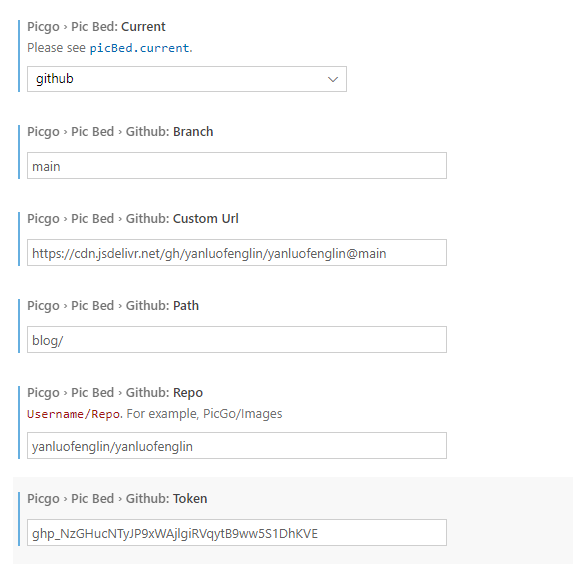 Picgo › Pic Bed: Current
Please see picBed.current.
github
Picgo › Pic Bed › Github: Branch
main
Picgo › Pic Bed › Github: Custom Url
https://cdn.jsdelivr.net/gh/yanluofenglin/yanluofenglin@main
Picgo › Pic Bed › Github: Path
blog/
Picgo › Pic Bed › Github: Repo
Username/Repo. For example, PicGo/Images
yanluofenglin/yanluofenglin
Picgo › Pic Bed › Github: Token